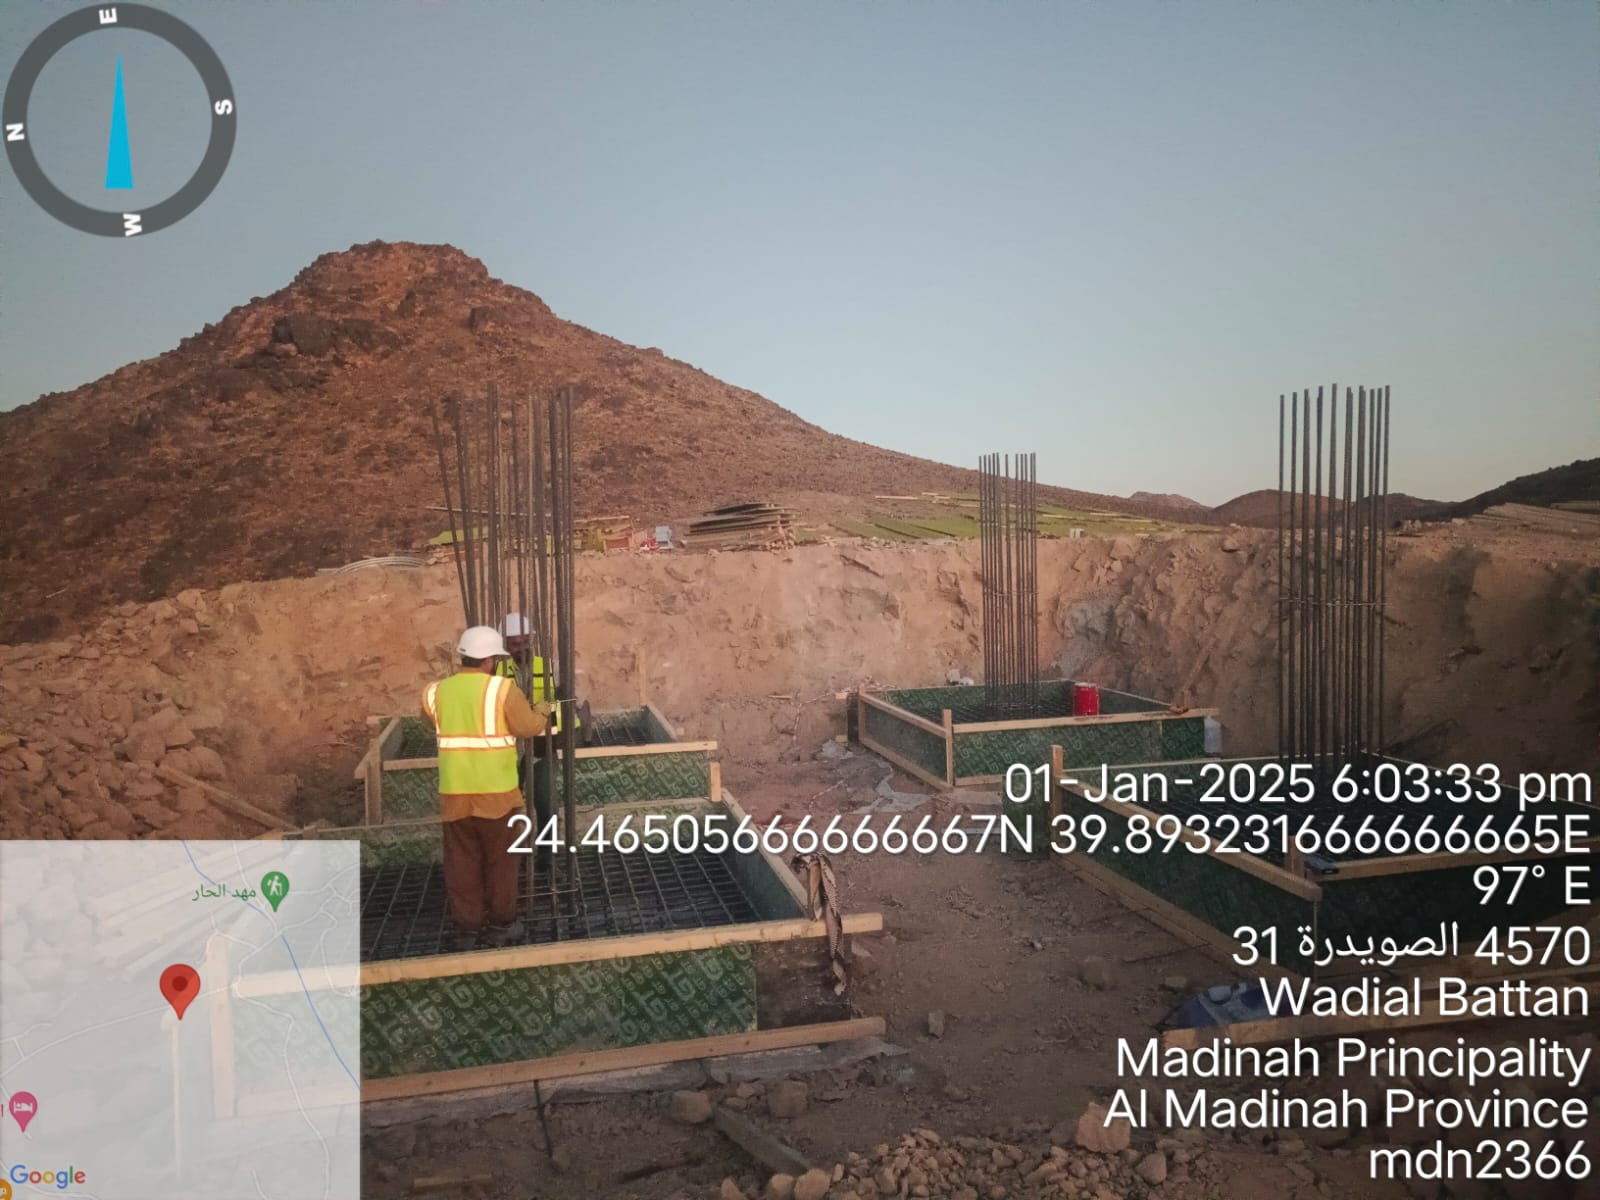 E
N
S
W
01-Jan-2025 6:03:33 pm
24.46505666666667N 39.893231666666665E
97° E
4570 الصويدرة 31
Wadial Battan
Madinah Principality
Al Madinah Province
mdn2366
مهد الحار
Google